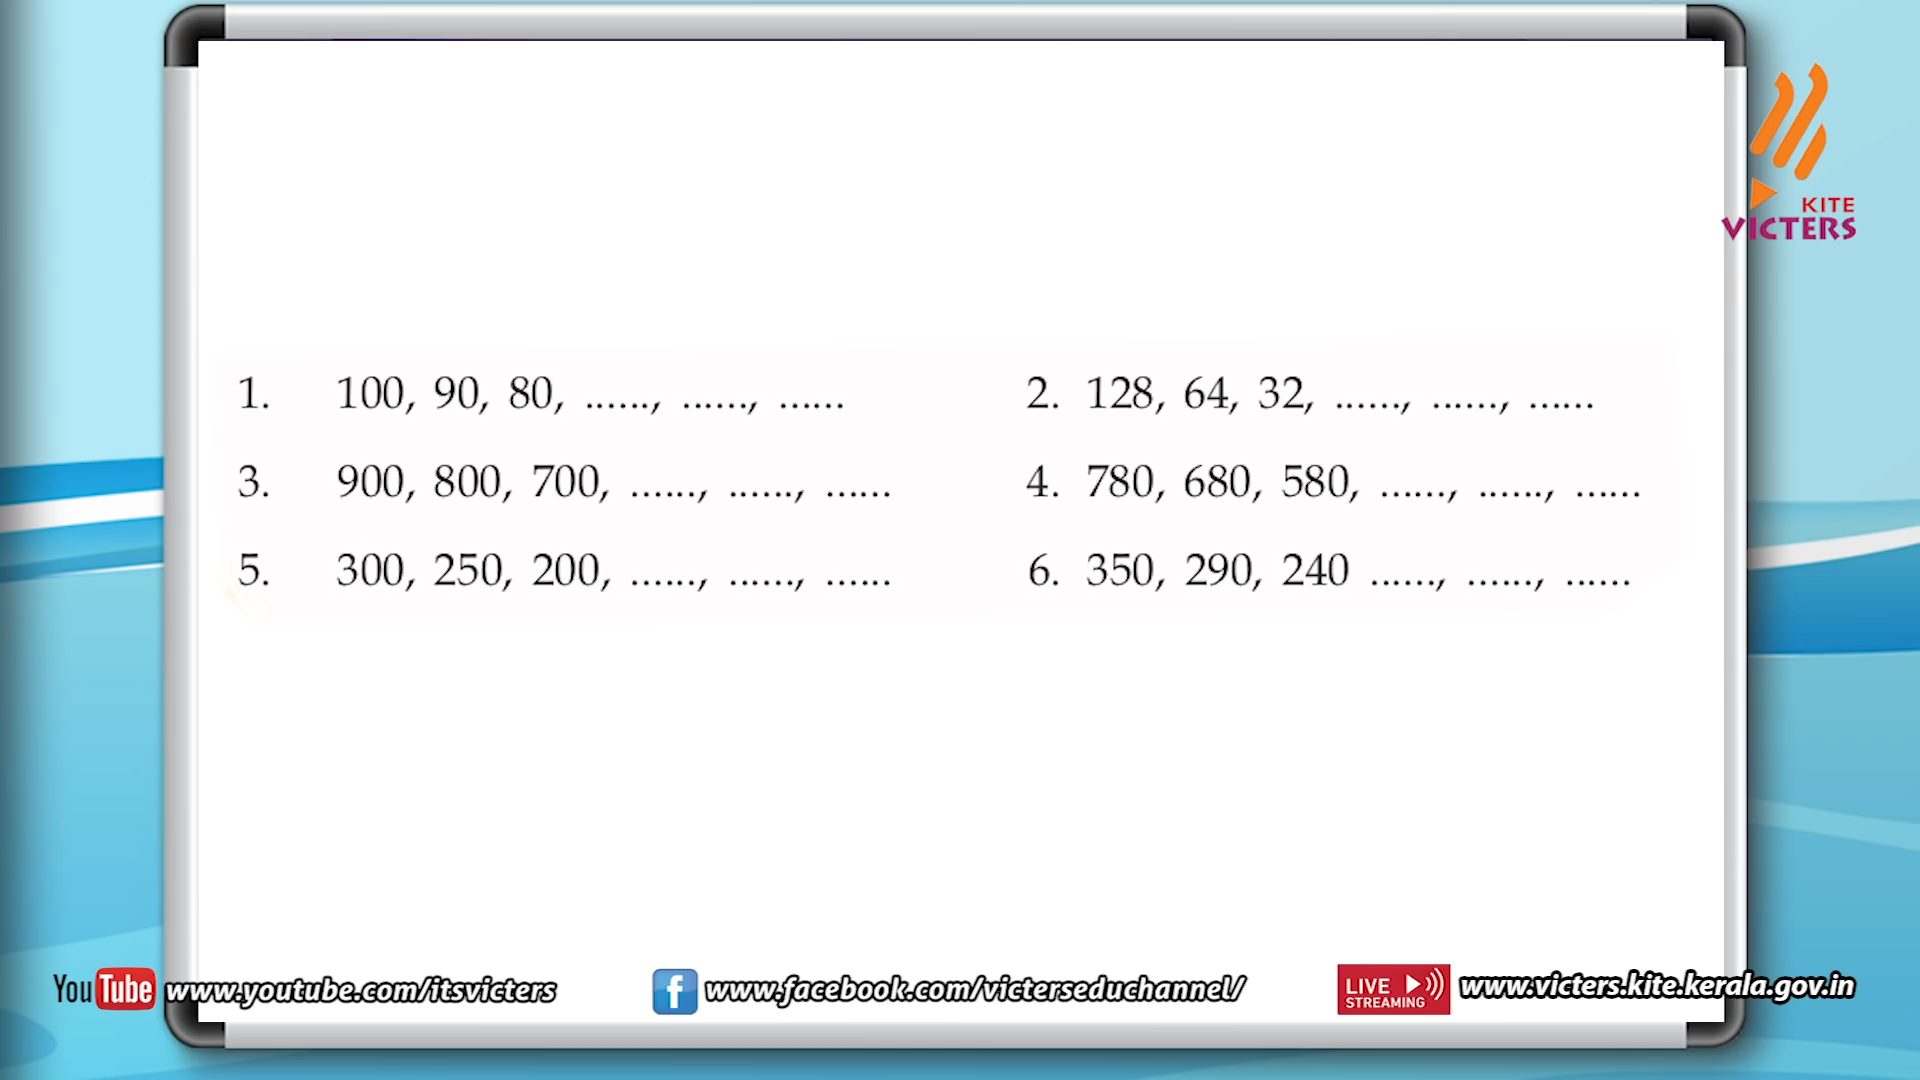 KITE
VICTERS
1. 100, 90, 80, ......, ......, ......
2. 128, 64, 32, ......, ......, ......
3. 900, 800, 700, ......, ......, ......
4. 780, 680, 580, ......, ......, ......
5. 300, 250, 200, ......, ......, ......
6. 350, 290, 240 ......, ......, ......
YouTube www.youtube.com/itsvicters
f www.facebook.com/victerseduchannel/
LIVE STREAMING www.victers.kite.kerala.gov.in